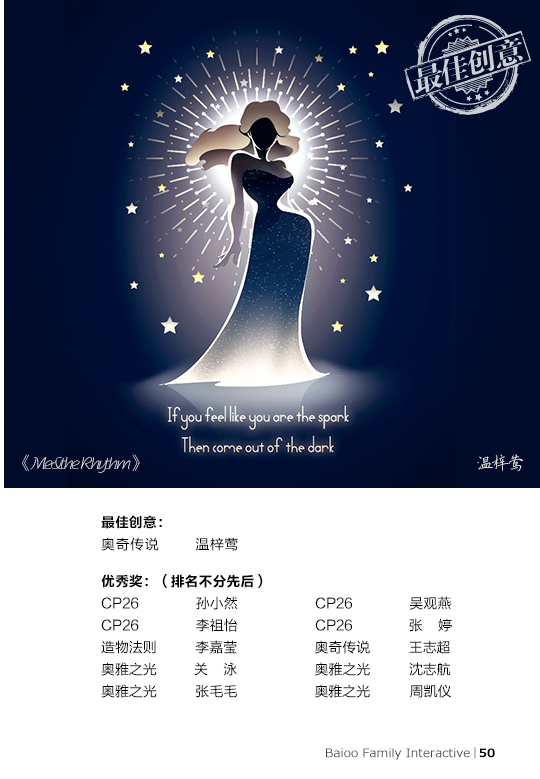 最佳创意
If you feel like you are the spark
Then come out of the dark
《Me&the Rhythm》
温梓莺
最佳创意：
奥奇传说 温梓莺
优秀奖：（排名不分先后）
CP26 孙小然 CP26 吴观燕
CP26 李祖怡 CP26 张 婷
造物法则 李嘉莹 奥奇传说 王志超
奥雅之光 关 泳 奥雅之光 沈志航
奥雅之光 张毛毛 奥雅之光 周凯仪
Baioo Family Interactive | 50